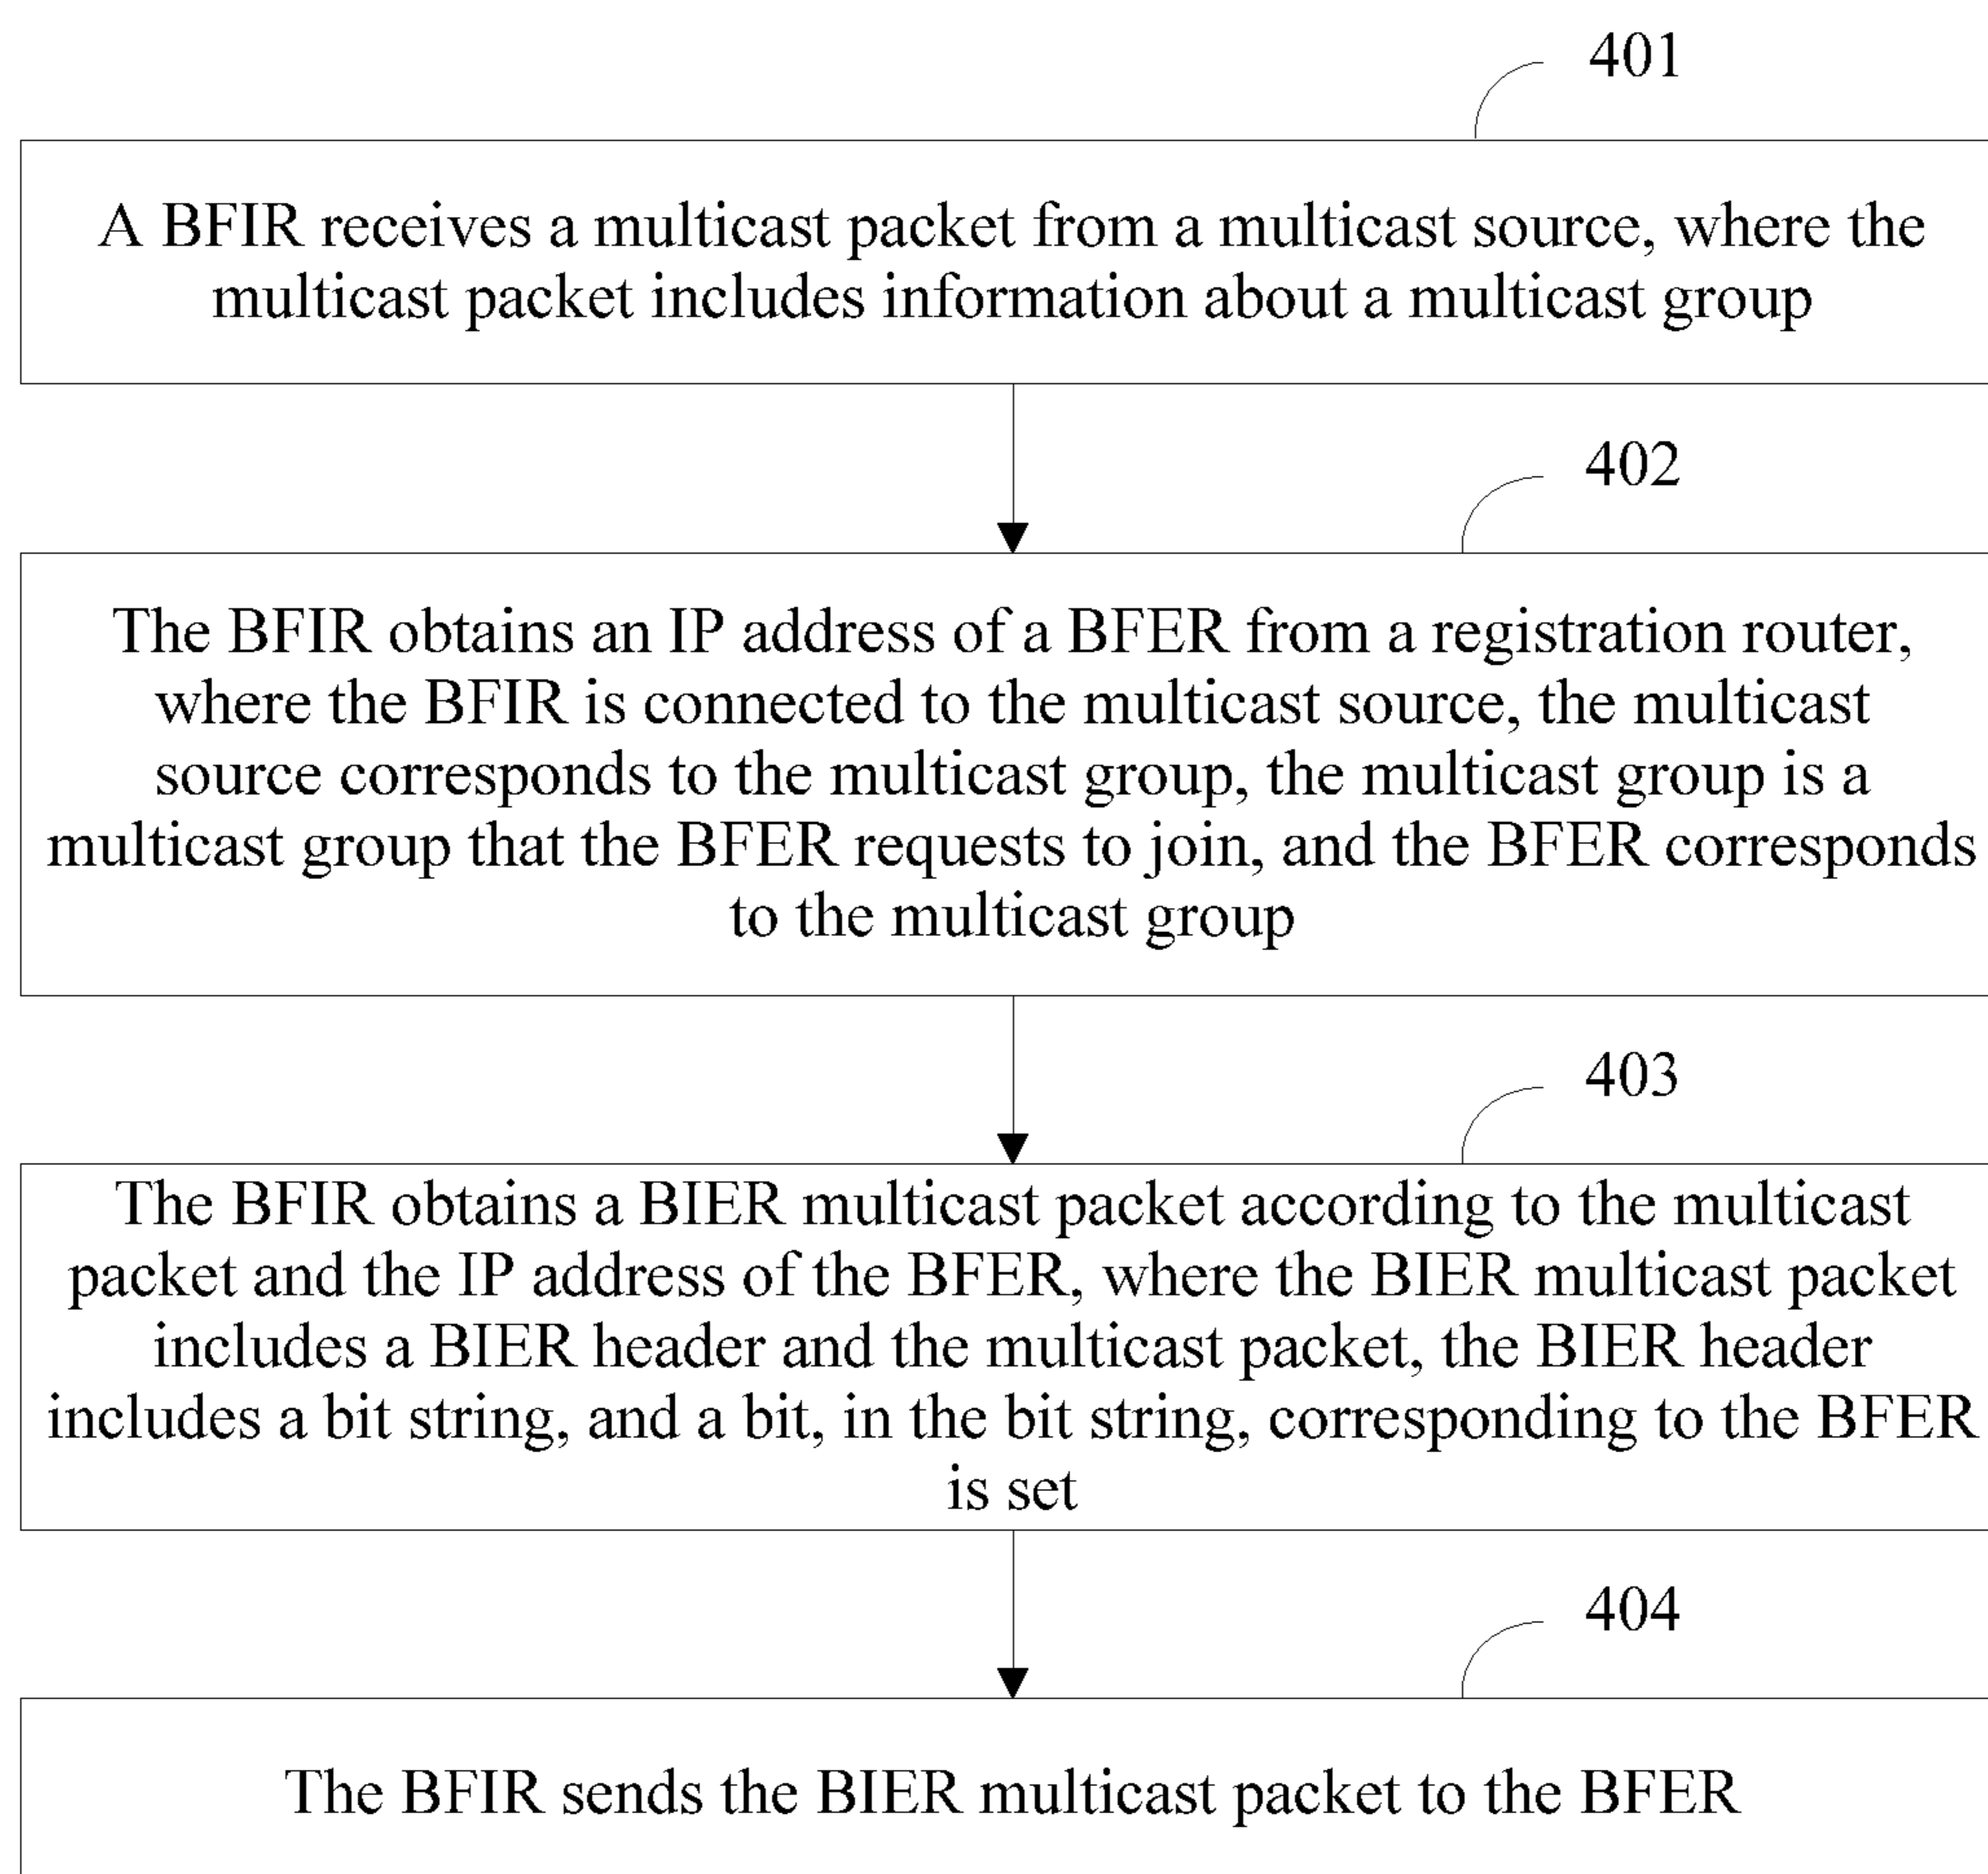 401
A BFIR receives a multicast packet from a multicast source, where the
multicast packet includes information about a multicast group
402
The BFIR obtains an IP address of a BFER from a registration router,
where the BFIR is connected to the multicast source, the multicast
source corresponds to the multicast group, the multicast group is a
multicast group that the BFER requests to join, and the BFER corresponds
to the multicast group
403
The BFIR obtains a BIER multicast packet according to the multicast
packet and the IP address of the BFER, where the BIER multicast packet
includes a BIER header and the multicast packet, the BIER header
includes a bit string, and a bit, in the bit string, corresponding to the BFER
is set
404
The BFIR sends the BIER multicast packet to the BFER